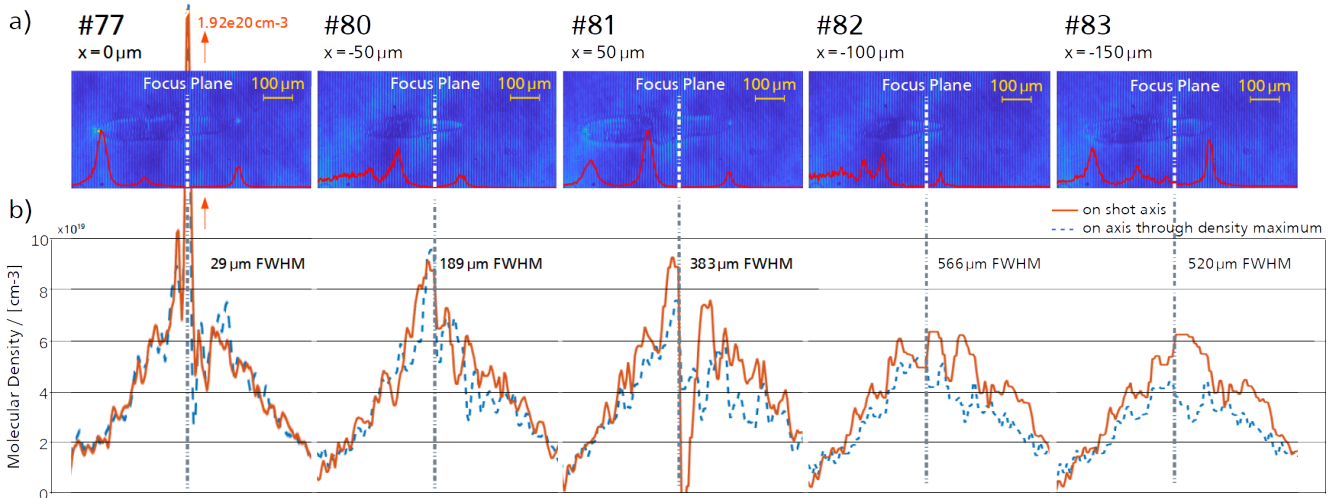 a)
#77
x = 0 µm
1.92e20 cm-3
#80
x = -50 µm
#81
x = 50 µm
#82
x = -100 µm
#83
x = -150 µm
Focus Plane
100 µm
Focus Plane
100 µm
Focus Plane
100 µm
Focus Plane
100 µm
Focus Plane
100 µm
b)
on shot axis
on axis through density maximum
x10¹⁹
Molecular Density / [cm-3]
10
8
6
4
2
0
29 µm FWHM
189 µm FWHM
383 µm FWHM
566 µm FWHM
520 µm FWHM